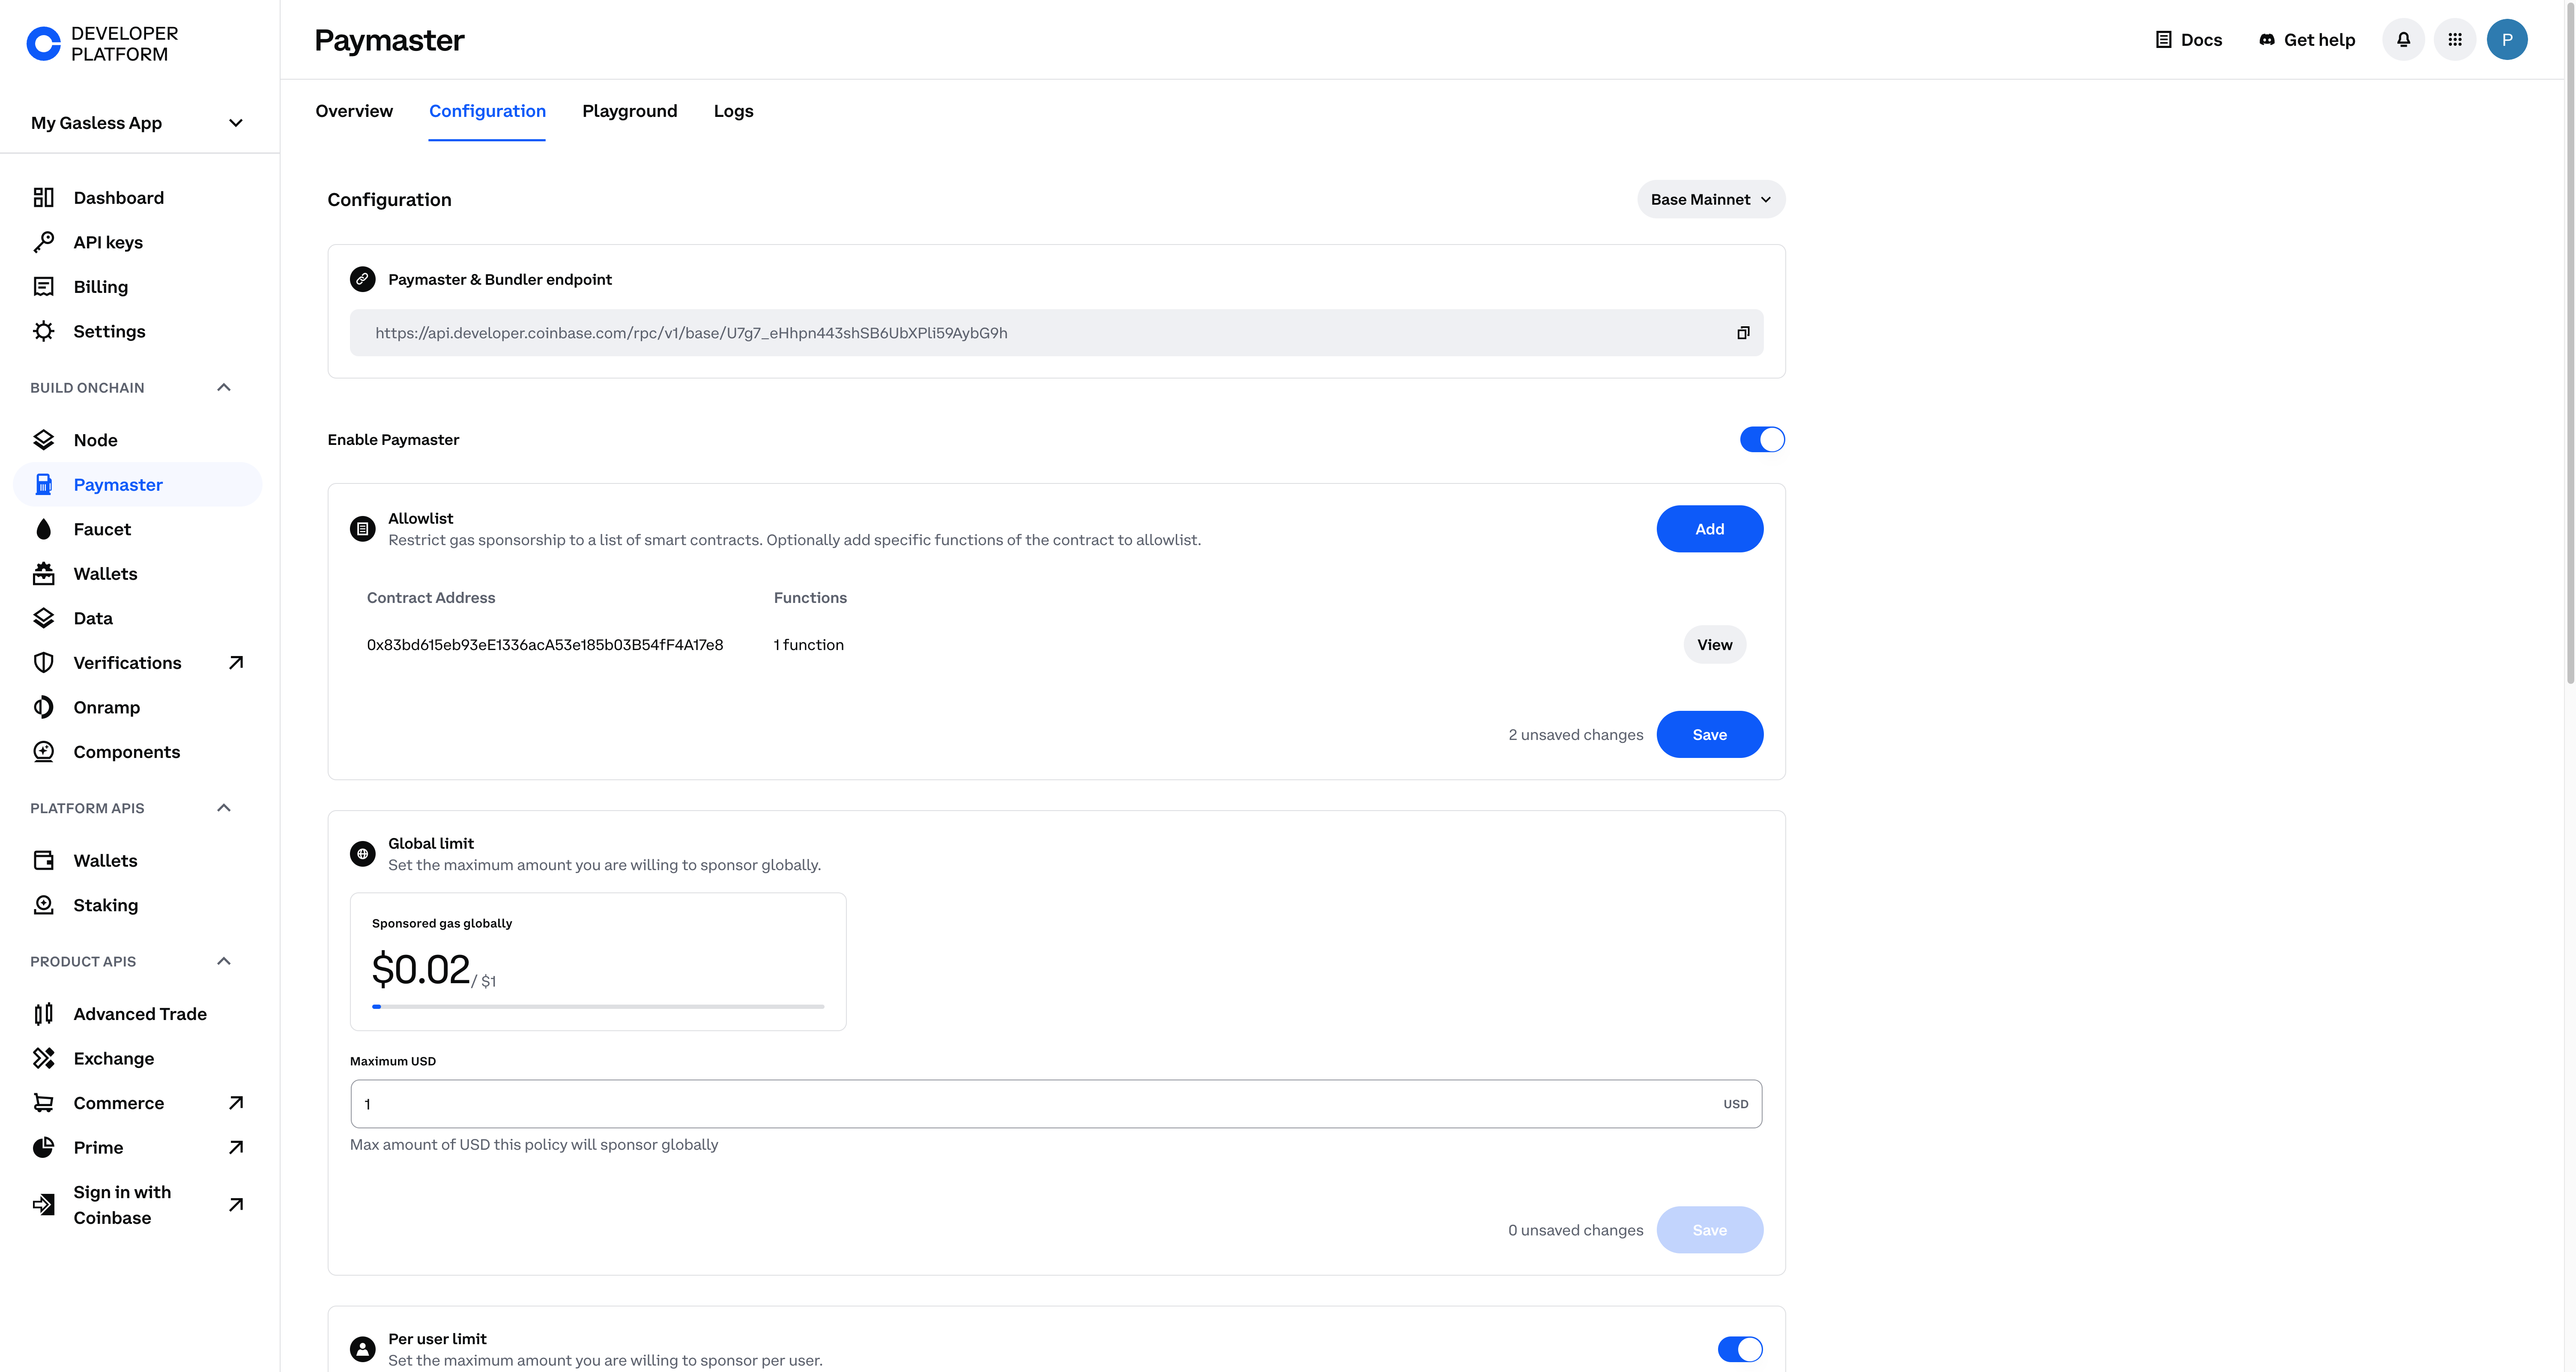 DEVELOPER
PLATFORM
My Gasless App
Dashboard
API keys
Billing
Settings
BUILD ONCHAIN
Node
Paymaster
Faucet
Wallets
Data
Verifications
Onramp
Components
PLATFORM APIS
Wallets
Staking
PRODUCT APIS
Advanced Trade
Exchange
Commerce
Prime
Sign in with
Coinbase
Paymaster
Docs
Get help
P
Overview
Configuration
Playground
Logs
Configuration
Base Mainnet
Paymaster & Bundler endpoint
https://api.developer.coinbase.com/rpc/v1/base/U7g7_eHhpn443shSB6UbXPli59AybG9h
Enable Paymaster
Allowlist
Restrict gas sponsorship to a list of smart contracts. Optionally add specific functions of the contract to allowlist.
Add
Contract Address
Functions
0x83bd615eb93eE1336acA53e185b03B54fF4A17e8
1 function
View
2 unsaved changes
Save
Global limit
Set the maximum amount you are willing to sponsor globally.
Sponsored gas globally
$0.02 / $1
Maximum USD
1
USD
Max amount of USD this policy will sponsor globally
0 unsaved changes
Save
Per user limit
Set the maximum amount you are willing to sponsor per user.